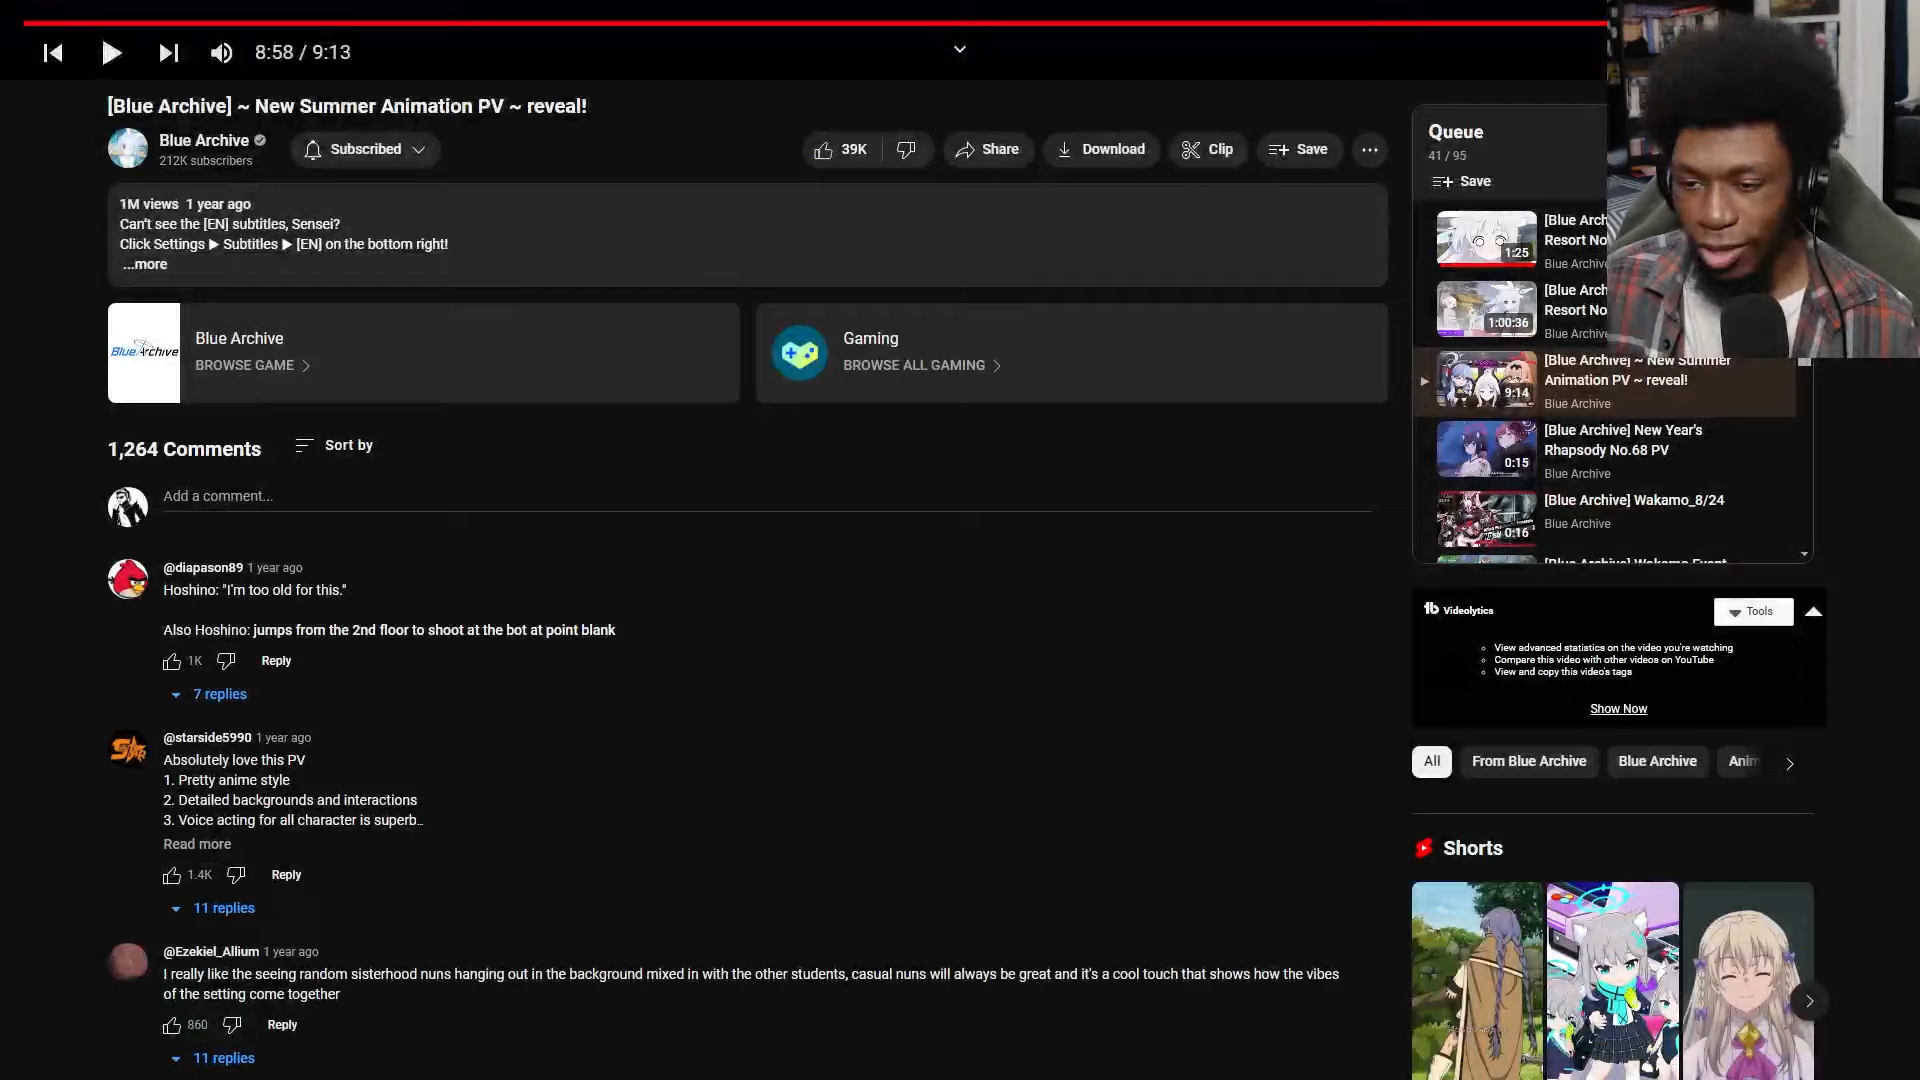 8:58 / 9:13
[Blue Archive] ~ New Summer Animation PV ~ reveal!
Blue Archive
212K subscribers
Subscribed
39K
Share
Download
Clip
Save
1M views 1 year ago
Can't see the [EN] subtitles, Sensei?
Click Settings ▶ Subtitles ▶ [EN] on the bottom right!
...more
Blue Archive
Blue Archive
BROWSE GAME
Gaming
BROWSE ALL GAMING
1,264 Comments
Sort by
Add a comment...
@diapason89 1 year ago
Hoshino: "I'm too old for this."
Also Hoshino: jumps from the 2nd floor to shoot at the bot at point blank
1K
Reply
7 replies
@starside5990 1 year ago
Absolutely love this PV
1. Pretty anime style
2. Detailed backgrounds and interactions
3. Voice acting for all character is superb…
Read more
1.4K
Reply
11 replies
@Ezekiel_Allium 1 year ago
I really like the seeing random sisterhood nuns hanging out in the background mixed in with the other students, casual nuns will always be great and it's a cool touch that shows how the vibes
of the setting come together
860
Reply
11 replies
Queue
41 / 95
Save
1:25
[Blue Arch
Resort No
Blue Archive
1:00:36
[Blue Arch
Resort No
Blue Archive
9:14
[Blue Archive] ~ New Summer
Animation PV ~ reveal!
Blue Archive
0:15
[Blue Archive] New Year's
Rhapsody No.68 PV
Blue Archive
0:16
[Blue Archive] Wakamo_8/24
Blue Archive
[Blue Archive] Wakamo Event
tb Videolytics
Tools
View advanced statistics on the video you're watching
Compare this video with other videos on YouTube
View and copy this video's tags
Show Now
All
From Blue Archive
Blue Archive
Anim
Shorts